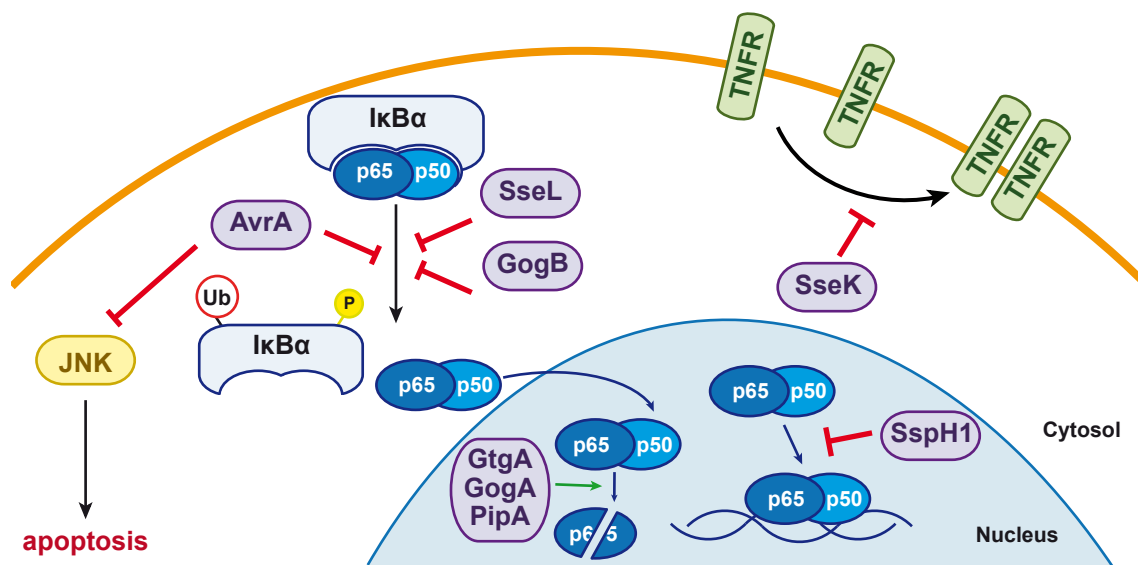 TNFR
TNFR
TNFR
TNFR
IκBα
p65
p50
SseL
AvrA
GogB
SseK
Ub
P
IκBα
JNK
p65
p50
p65
p50
SspH1
Cytosol
p65
p50
GtgA
GogA
PipA
p65
p50
p65
Nucleus
apoptosis